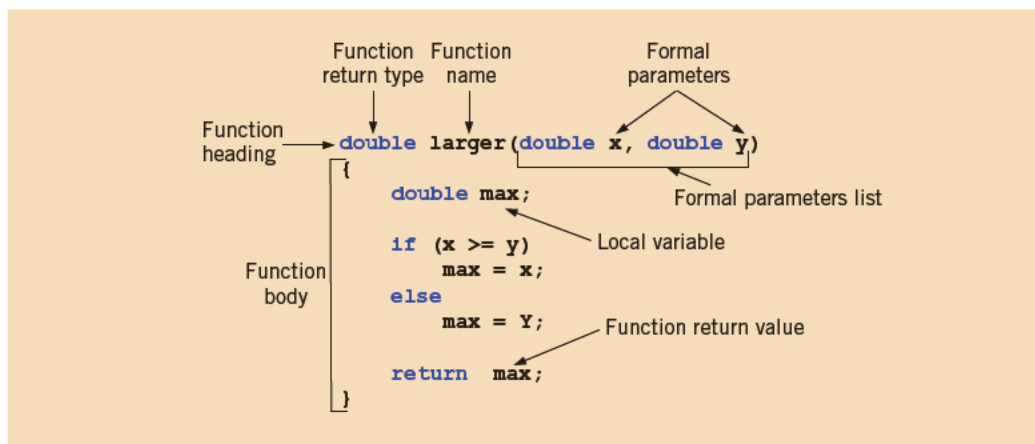 Function Function
return type name
Formal
parameters
Function
heading
double larger(double x, double y)
{
Formal parameters list
double max;
Local variable
if (x >= y)
max = x;
Function
body
else
max = Y;
Function return value
return max;
}